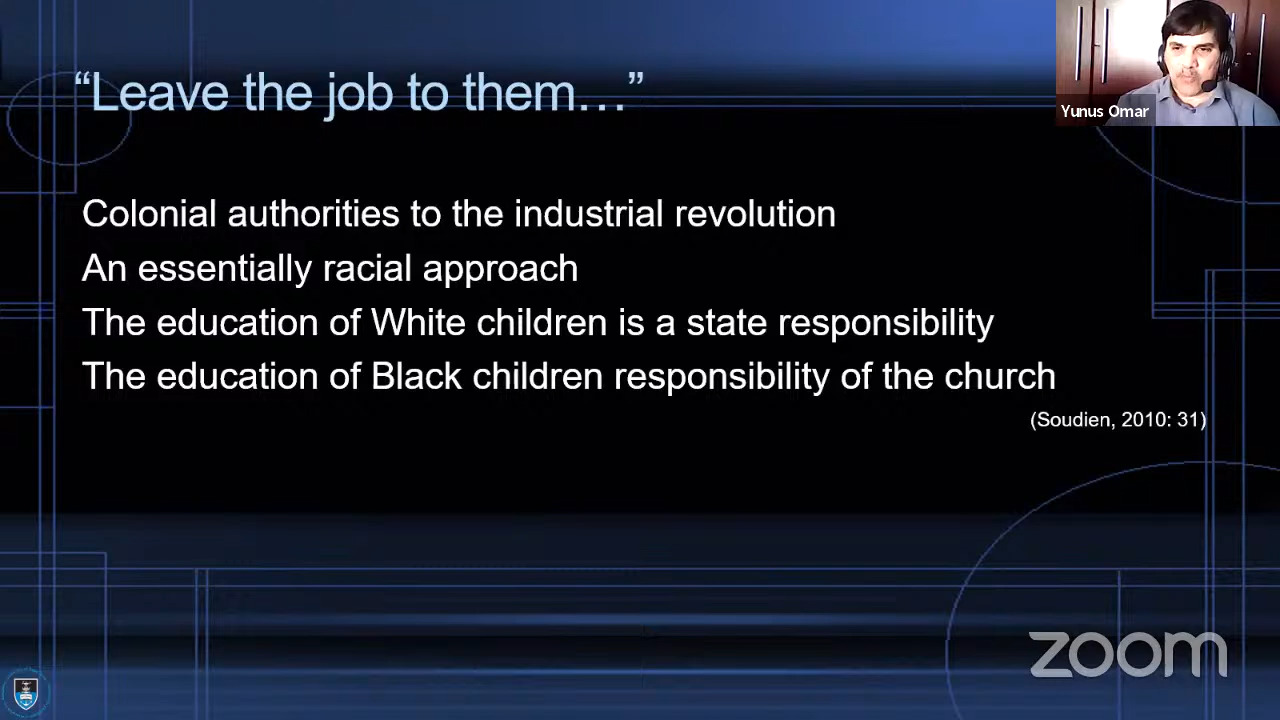 “Leave the job to them…”
Yunus Omar
Colonial authorities to the industrial revolution
An essentially racial approach
The education of White children is a state responsibility
The education of Black children responsibility of the church
(Soudien, 2010: 31)
zoom